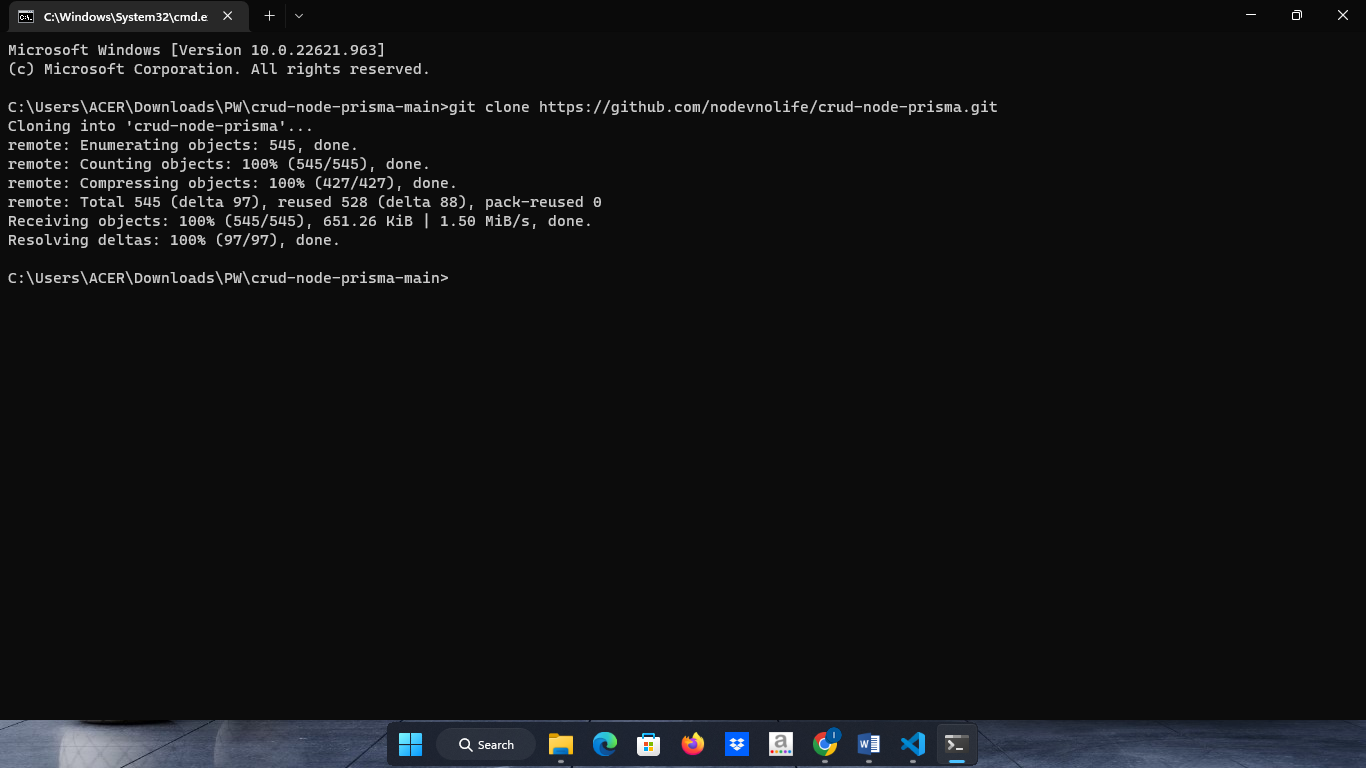 C:\Windows\System32\cmd.e
Microsoft Windows [Version 10.0.22621.963]
(c) Microsoft Corporation. All rights reserved.
C:\Users\ACER\Downloads\PW\crud-node-prisma-main>git clone https://github.com/nodevnolife/crud-node-prisma.git
Cloning into 'crud-node-prisma'...
remote: Enumerating objects: 545, done.
remote: Counting objects: 100% (545/545), done.
remote: Compressing objects: 100% (427/427), done.
remote: Total 545 (delta 97), reused 528 (delta 88), pack-reused 0
Receiving objects: 100% (545/545), 651.26 KiB | 1.50 MiB/s, done.
Resolving deltas: 100% (97/97), done.
C:\Users\ACER\Downloads\PW\crud-node-prisma-main>
Search